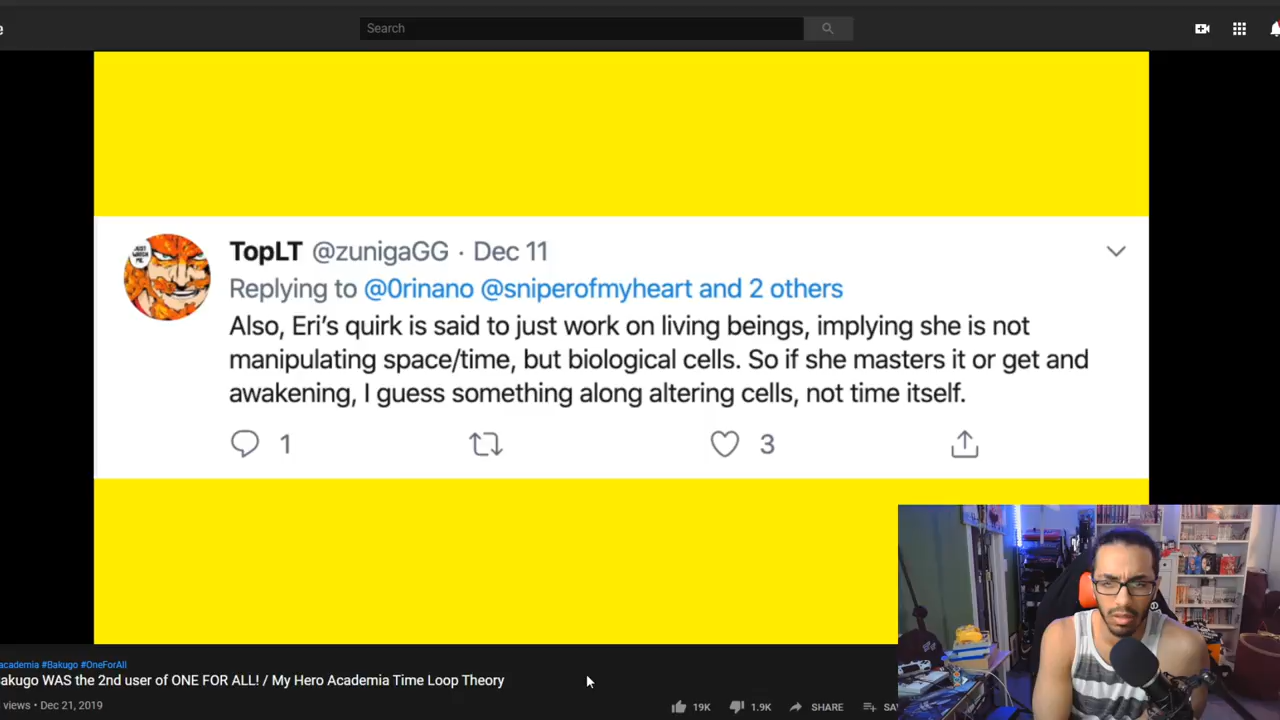 Search
TopLT @zunigaGG · Dec 11
Replying to @0rinano @sniperofmyheart and 2 others
Also, Eri's quirk is said to just work on living beings, implying she is not
manipulating space/time, but biological cells. So if she masters it or get and
awakening, I guess something along altering cells, not time itself.
1
3
academia #Bakugo #OneForAll
akugo WAS the 2nd user of ONE FOR ALL! / My Hero Academia Time Loop Theory
views • Dec 21, 2019
19K
1.9K
SHARE
SA